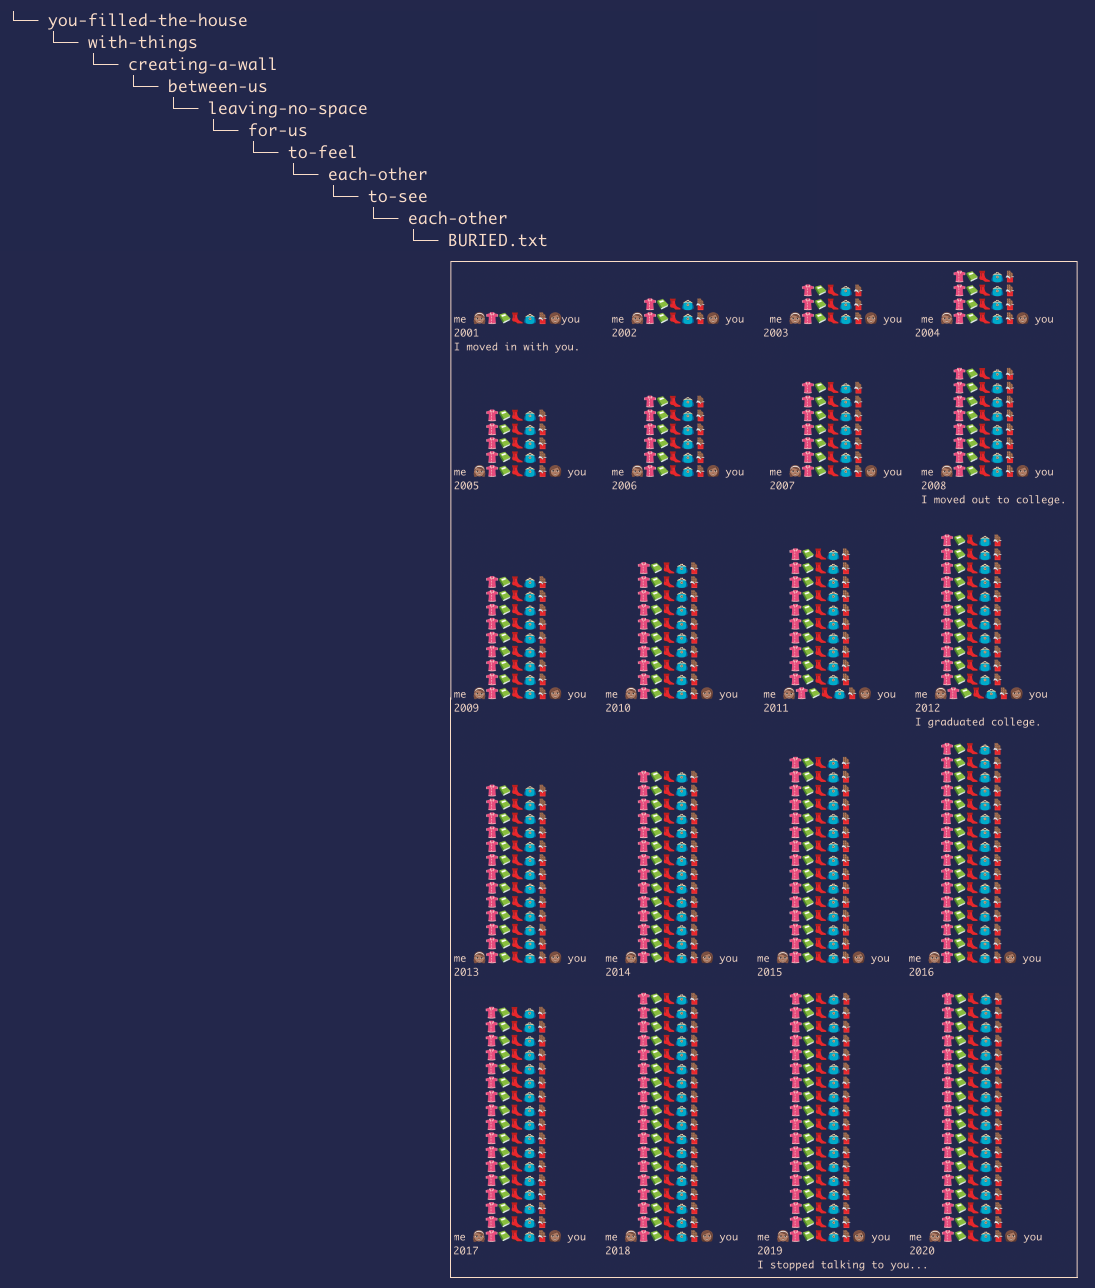 └── you-filled-the-house
└── with-things
└── creating-a-wall
└── between-us
└── leaving-no-space
└── for-us
└── to-feel
└── each-other
└── to-see
└── each-other
└── BURIED.txt
me you me you me you me you
2001 2002 2003 2004
I moved in with you.
me you me you me you me you
2005 2006 2007 2008
I moved out to college.
me you me you me you me you
2009 2010 2011 2012
I graduated college.
me you me you me you me you
2013 2014 2015 2016
me you me you me you me you
2017 2018 2019 2020
I stopped talking to you...